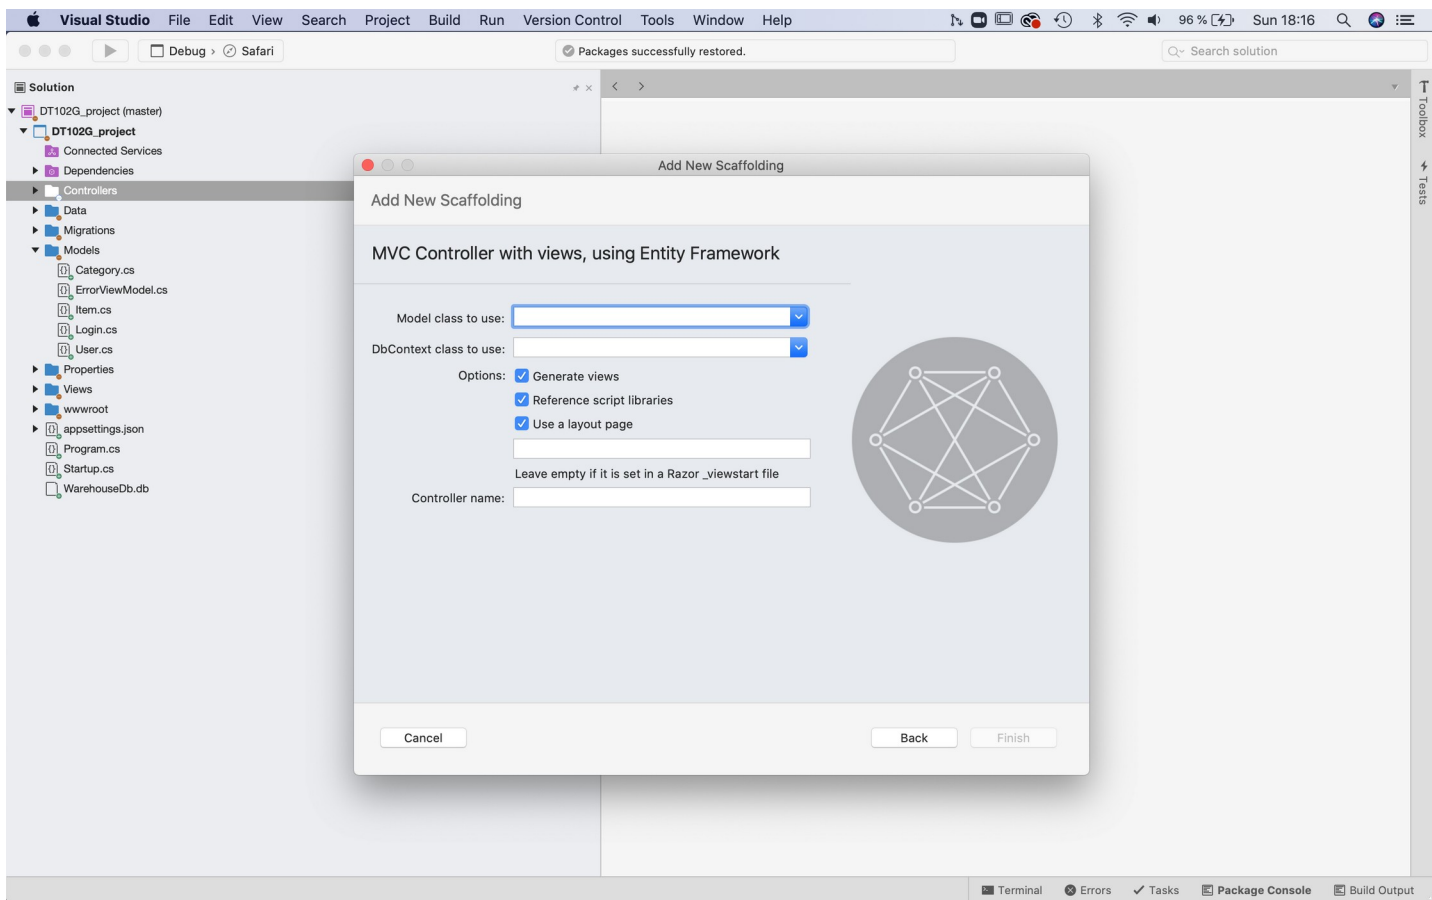 Visual Studio File Edit View Search Project Build Run Version Control Tools Window Help 96 % Sun 18:16
Debug › Safari
Packages successfully restored.
Search solution
Solution
DT102G_project (master)
DT102G_project
Connected Services
Dependencies
Controllers
Data
Migrations
Models
Category.cs
ErrorViewModel.cs
Item.cs
Login.cs
User.cs
Properties
Views
wwwroot
appsettings.json
Program.cs
Startup.cs
WarehouseDb.db
Add New Scaffolding
Add New Scaffolding
MVC Controller with views, using Entity Framework
Model class to use:
DbContext class to use:
Options: Generate views
Reference script libraries
Use a layout page
Leave empty if it is set in a Razor _viewstart file
Controller name:
Cancel Back Finish
Toolbox
Tests
Terminal Errors Tasks Package Console Build Output